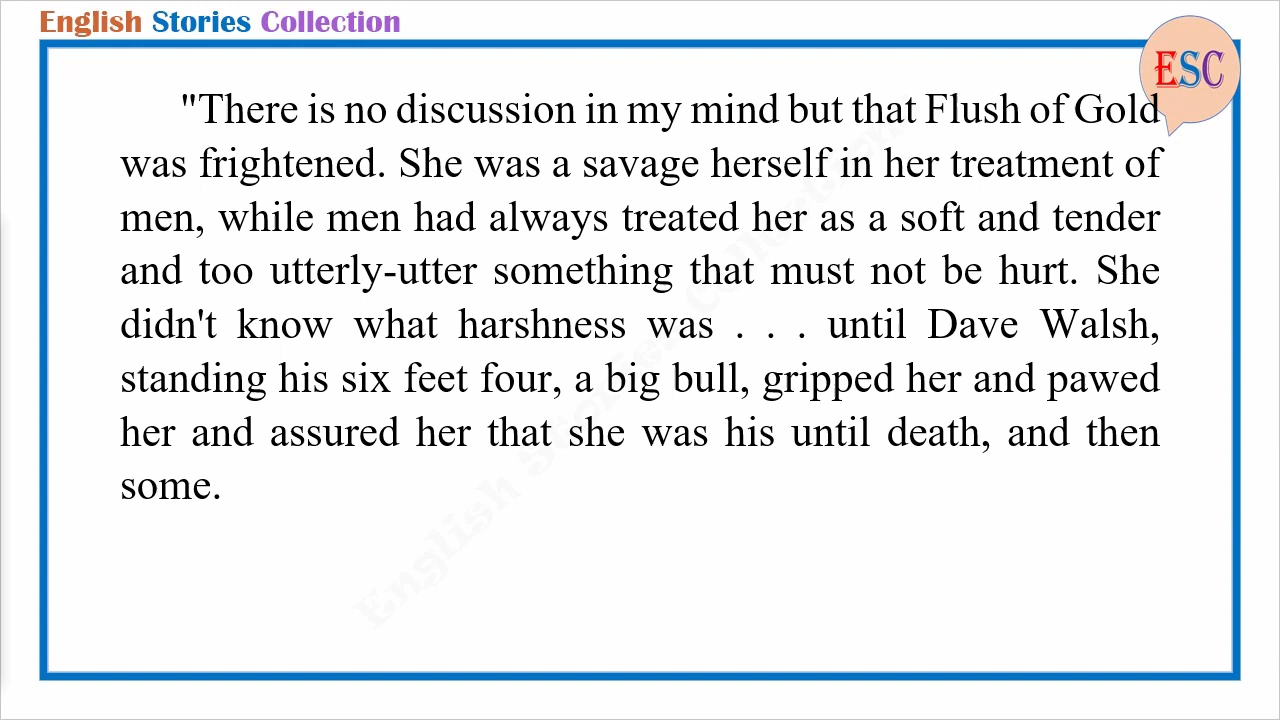 English Stories Collection
ESC
"There is no discussion in my mind but that Flush of Gold
was frightened. She was a savage herself in her treatment of
men, while men had always treated her as a soft and tender
and too utterly-utter something that must not be hurt. She
didn't know what harshness was . . . until Dave Walsh,
standing his six feet four, a big bull, gripped her and pawed
her and assured her that she was his until death, and then
some.
English Stories Collection